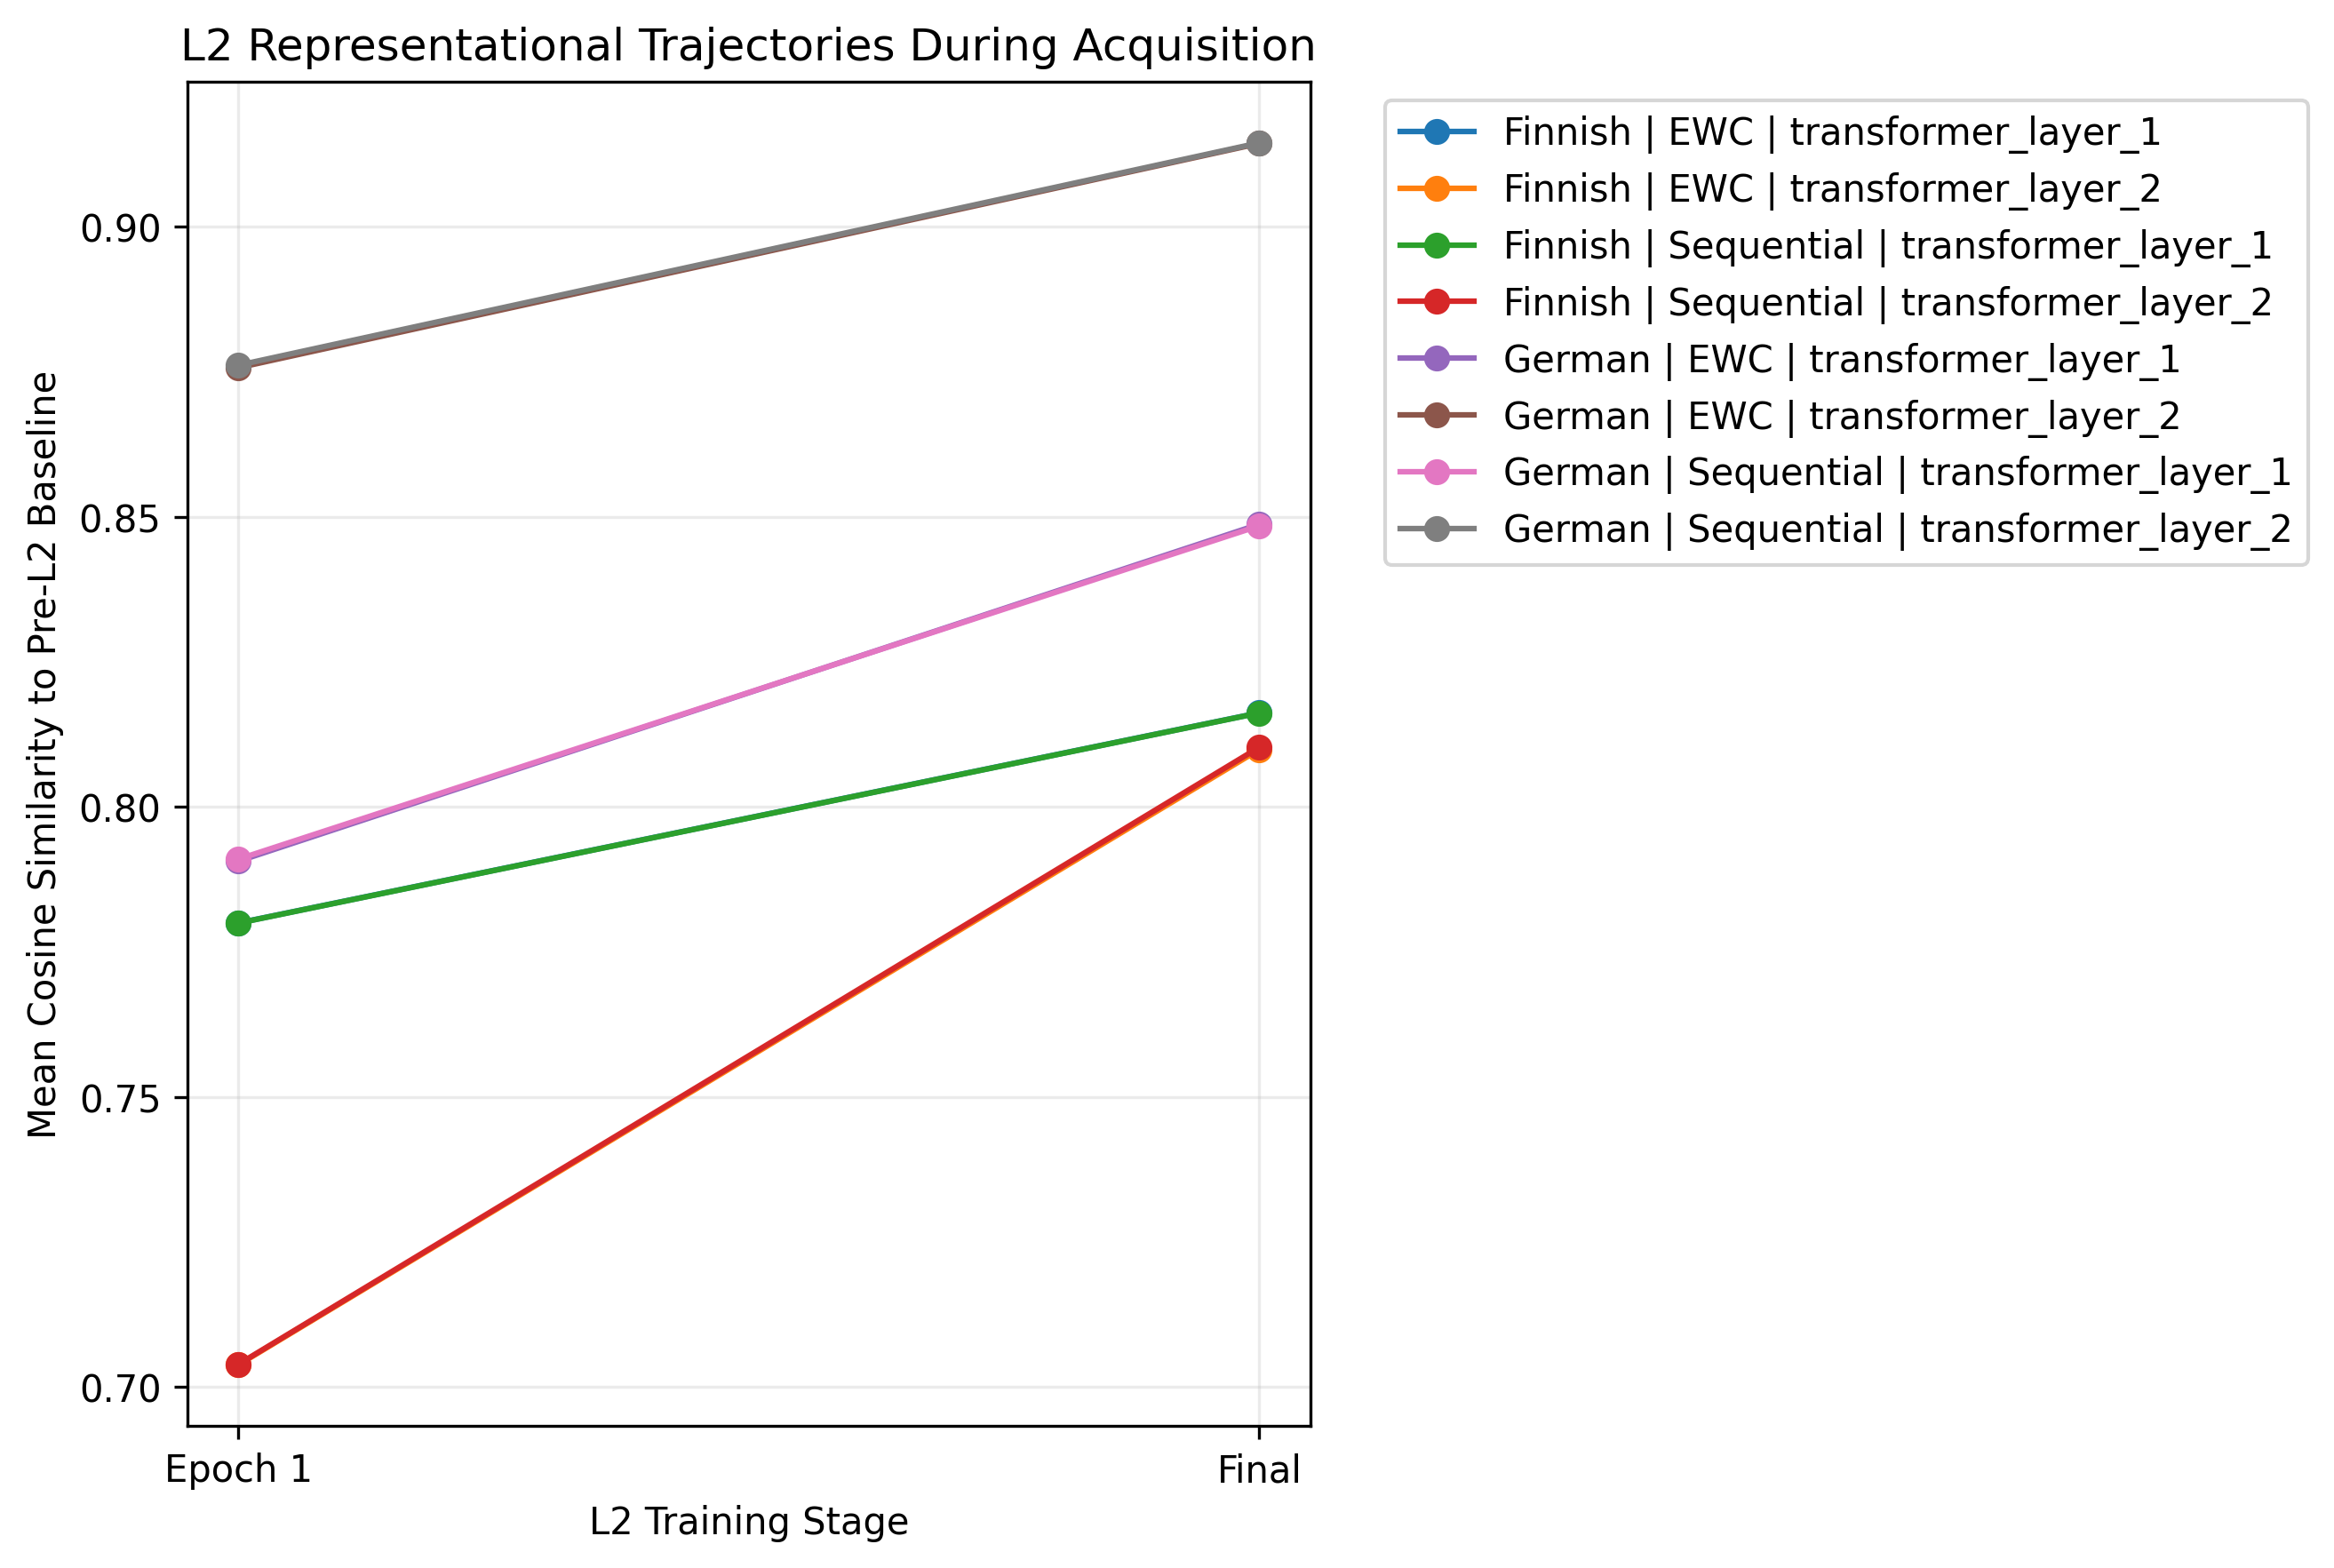 L2 Representational Trajectories During Acquisition
Mean Cosine Similarity to Pre-L2 Baseline
0.90
0.85
0.80
0.75
0.70
Epoch 1
Final
L2 Training Stage
Finnish | EWC | transformer_layer_1
Finnish | EWC | transformer_layer_2
Finnish | Sequential | transformer_layer_1
Finnish | Sequential | transformer_layer_2
German | EWC | transformer_layer_1
German | EWC | transformer_layer_2
German | Sequential | transformer_layer_1
German | Sequential | transformer_layer_2